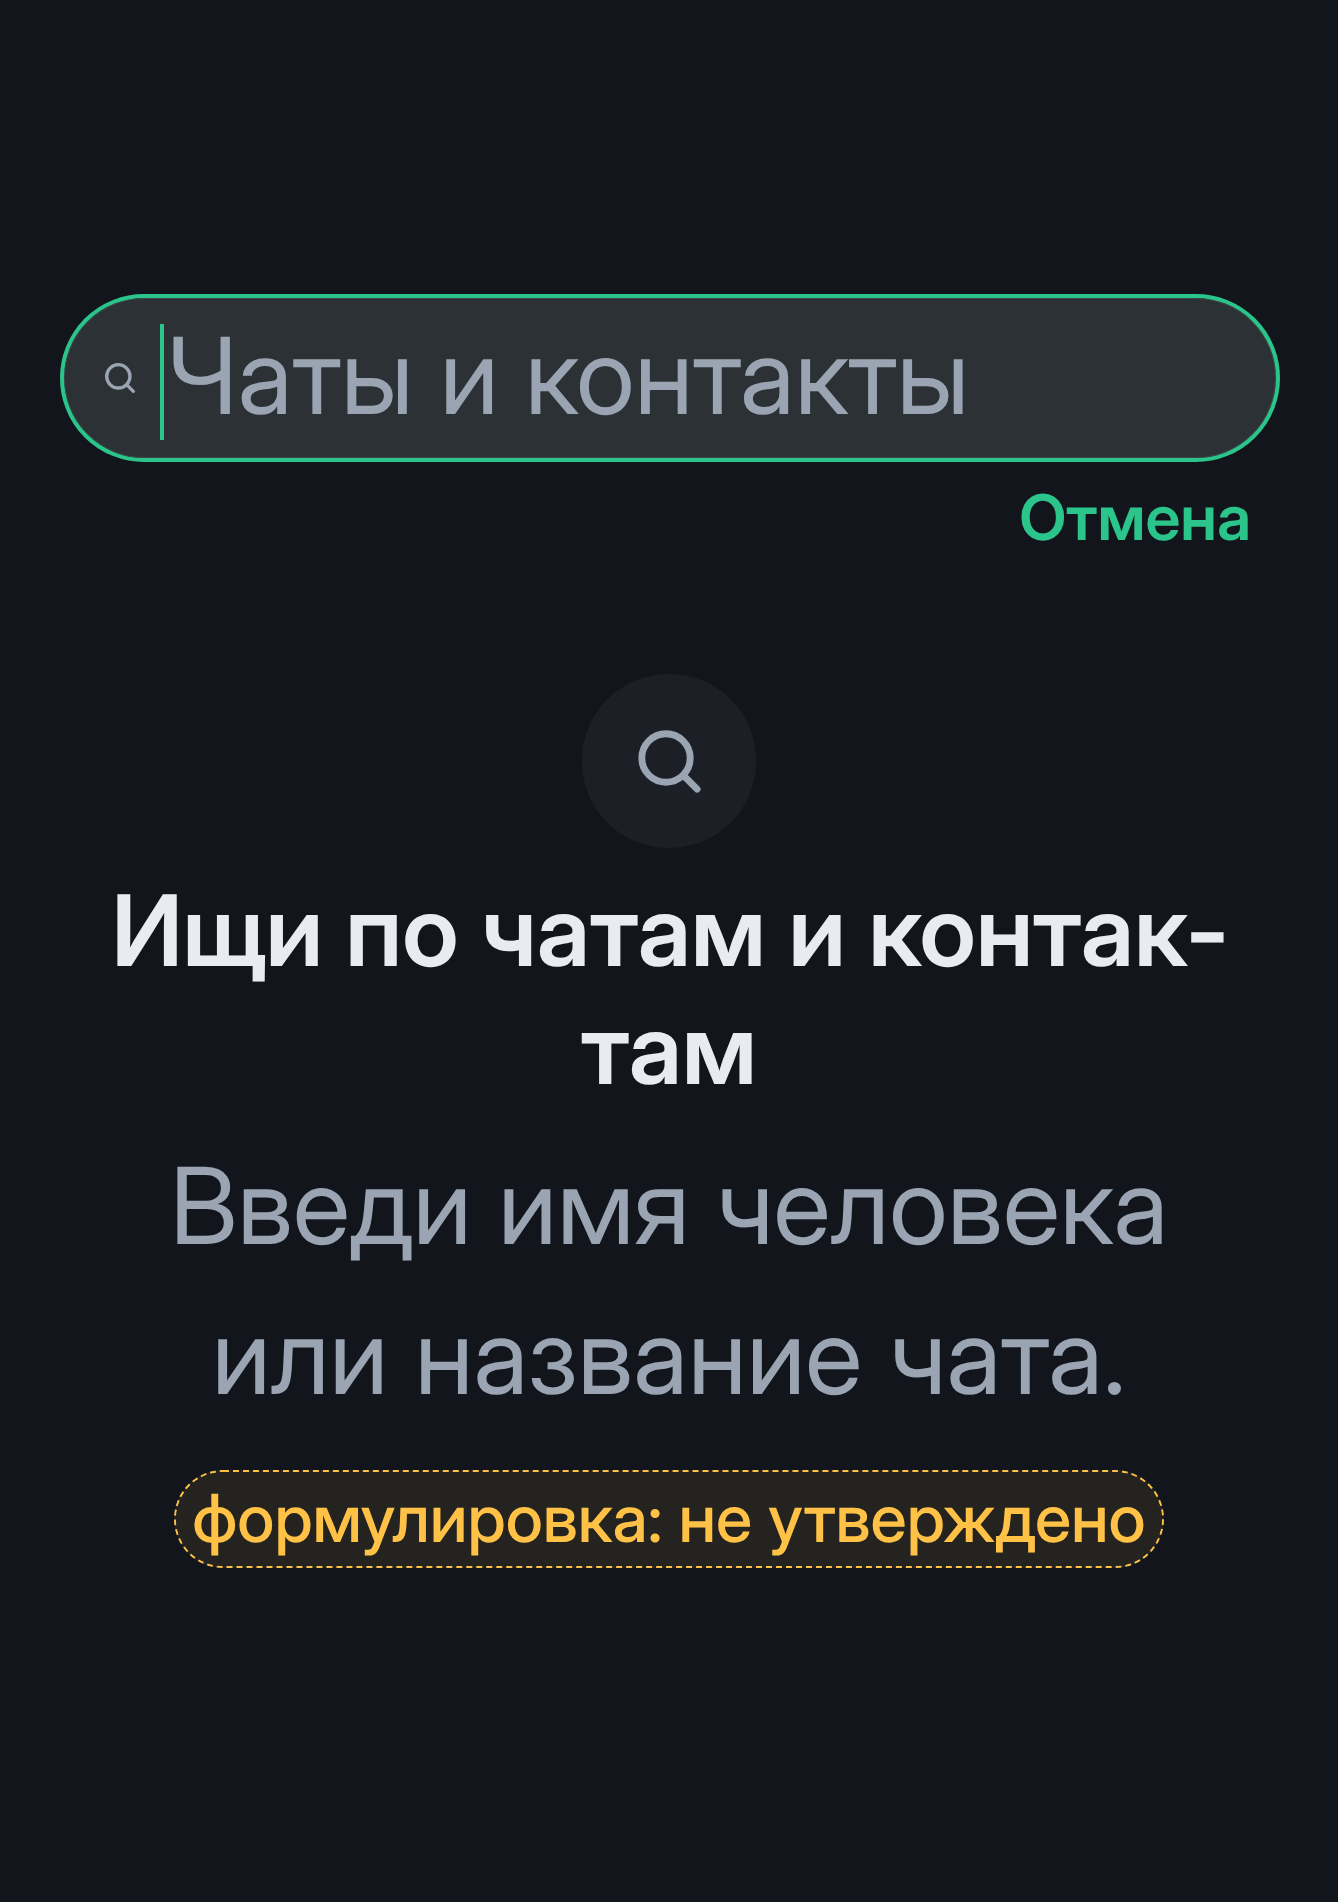 Чаты и контакты
Отмена
Ищи по чатам и контак-
там
Введи имя человека
или название чата.
формулировка: не утверждено